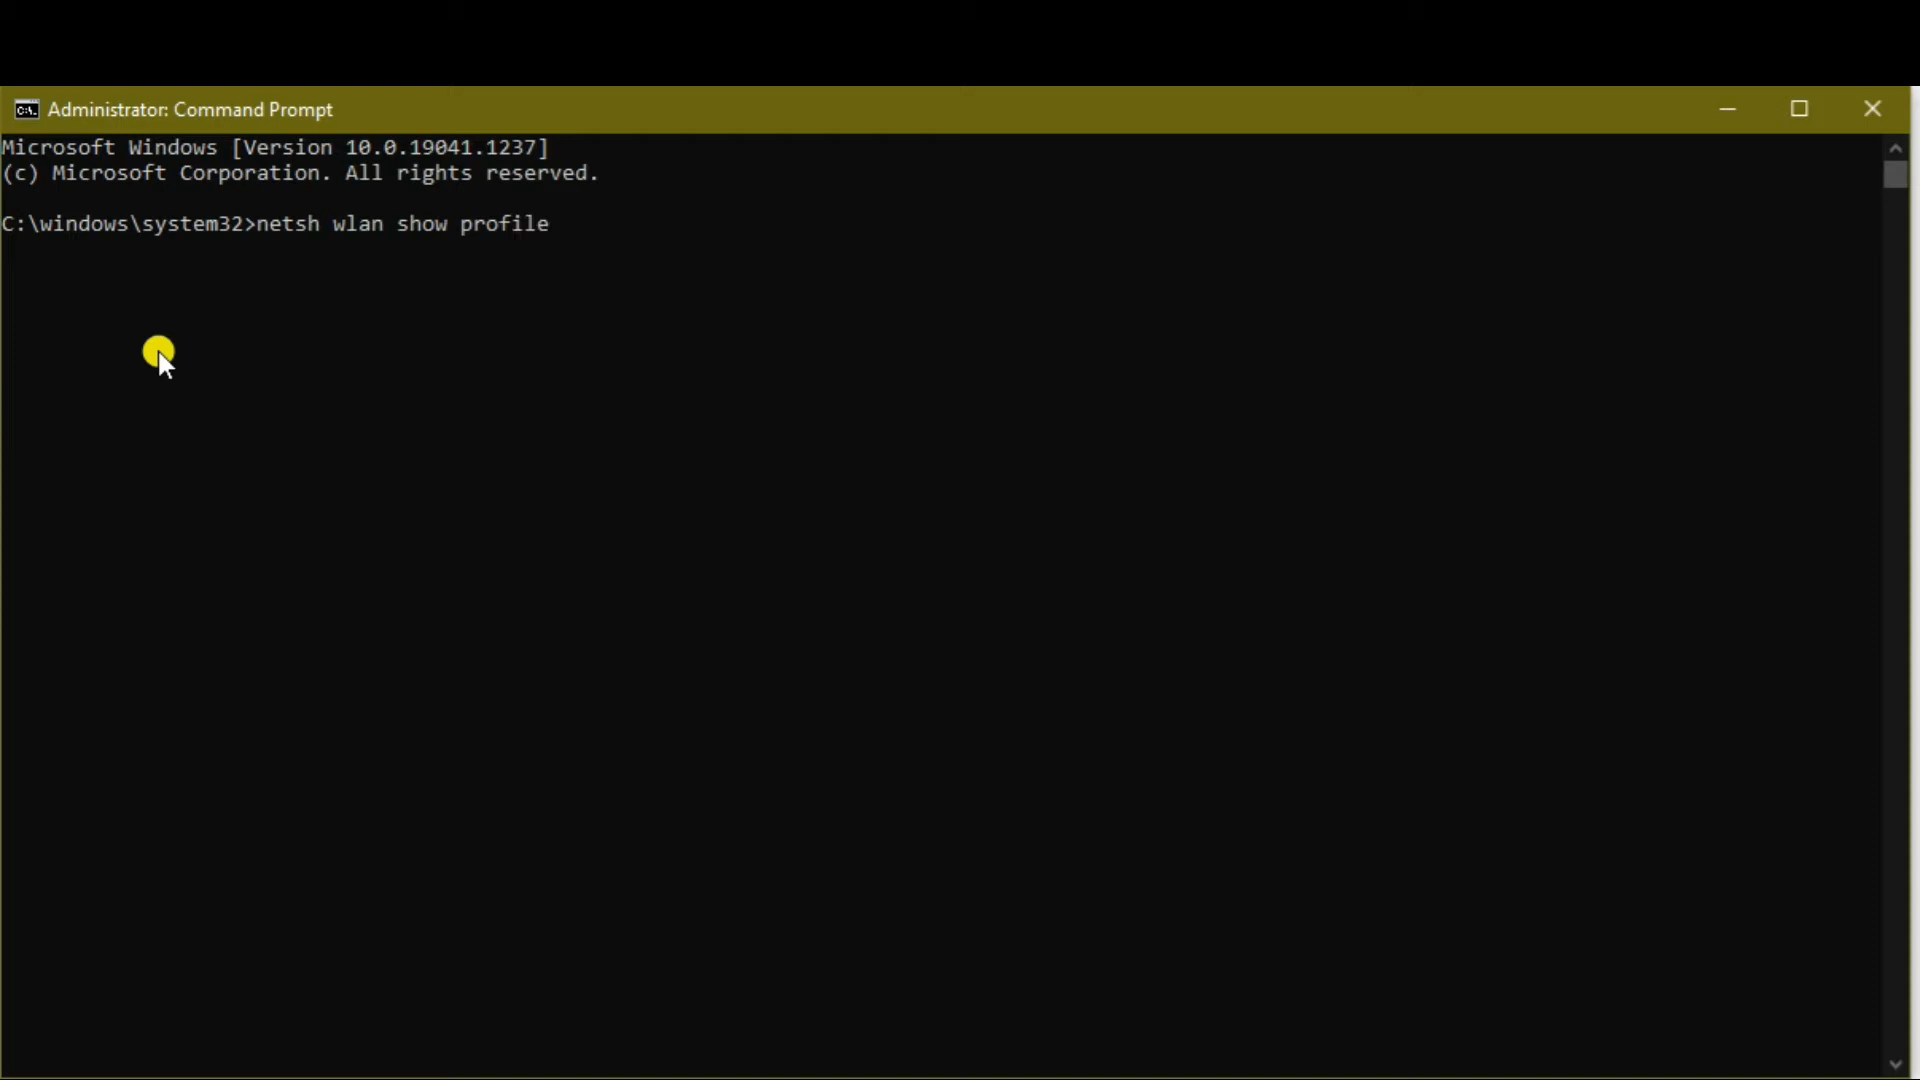 Administrator: Command Prompt
Microsoft Windows [Version 10.0.19041.1237]
(c) Microsoft Corporation. All rights reserved.
C:\windows\system32>netsh wlan show profile